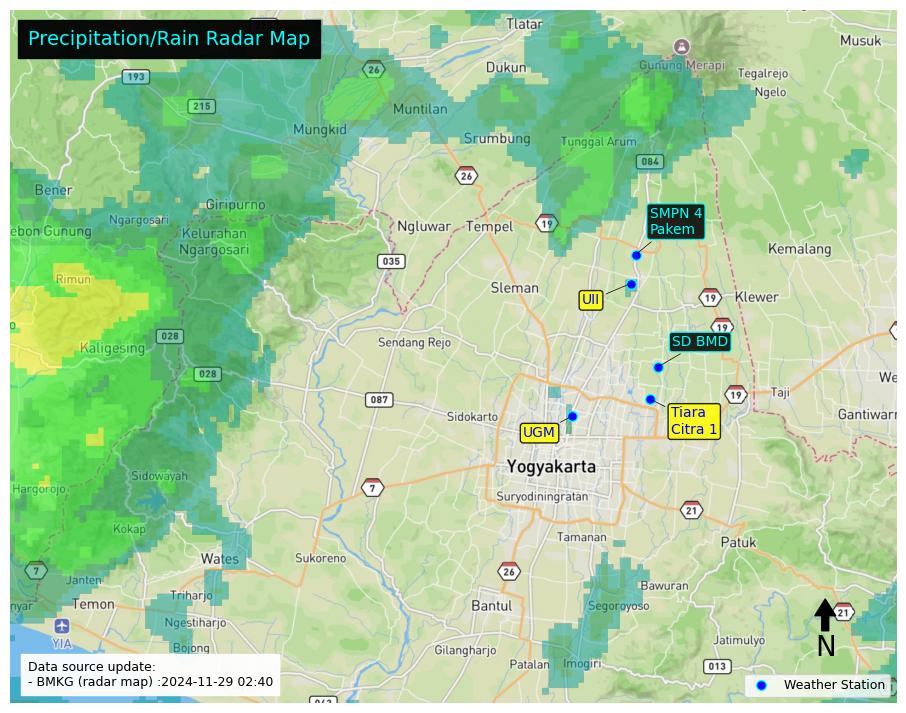 Precipitation/Rain Radar Map
Tlatar
Musuk
26
193
Dukun
Gunung Merapi
Tegalrejo
Ngelo
215
Muntilan
Mungkid
Srumbung
Tunggal Arum
084
26
Bener
Giripurno
Ngargosari
ebon Gunung
Kelurahan
Ngargosari
Ngluwar
Tempel
19
SMPN 4
Pakem
Kemalang
035
Rimun
Sleman
UII
19
Klewer
19
028
Kaligesing
Sendang Rejo
SD BMD
028
087
We
19
Taji
Tiara
Citra 1
Gantiwarn
Sidokarto
UGM
Yogyakarta
Sidowayah
Hargorojo
7
Suryodiningratan
21
Kokap
Tamanan
Patuk
Wates
Sukoreno
7
Janten
26
Bawuran
nyar
Temon
Triharjo
Bantul
Segoroyoso
21
Ngestiharjo
YIA
N
Jatimulyo
Bojong
Gilangharjo
Patalan
Imogiri
013
Data source update:
- BMKG (radar map) :2024-11-29 02:40
Weather Station